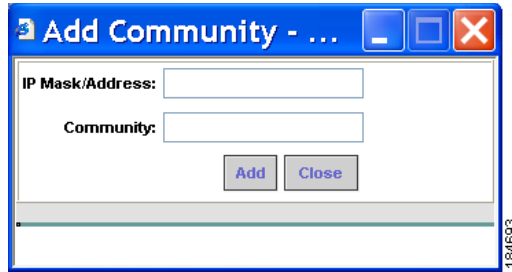 Add Community - ...
IP Mask/Address:
Community:
Add Close
184693